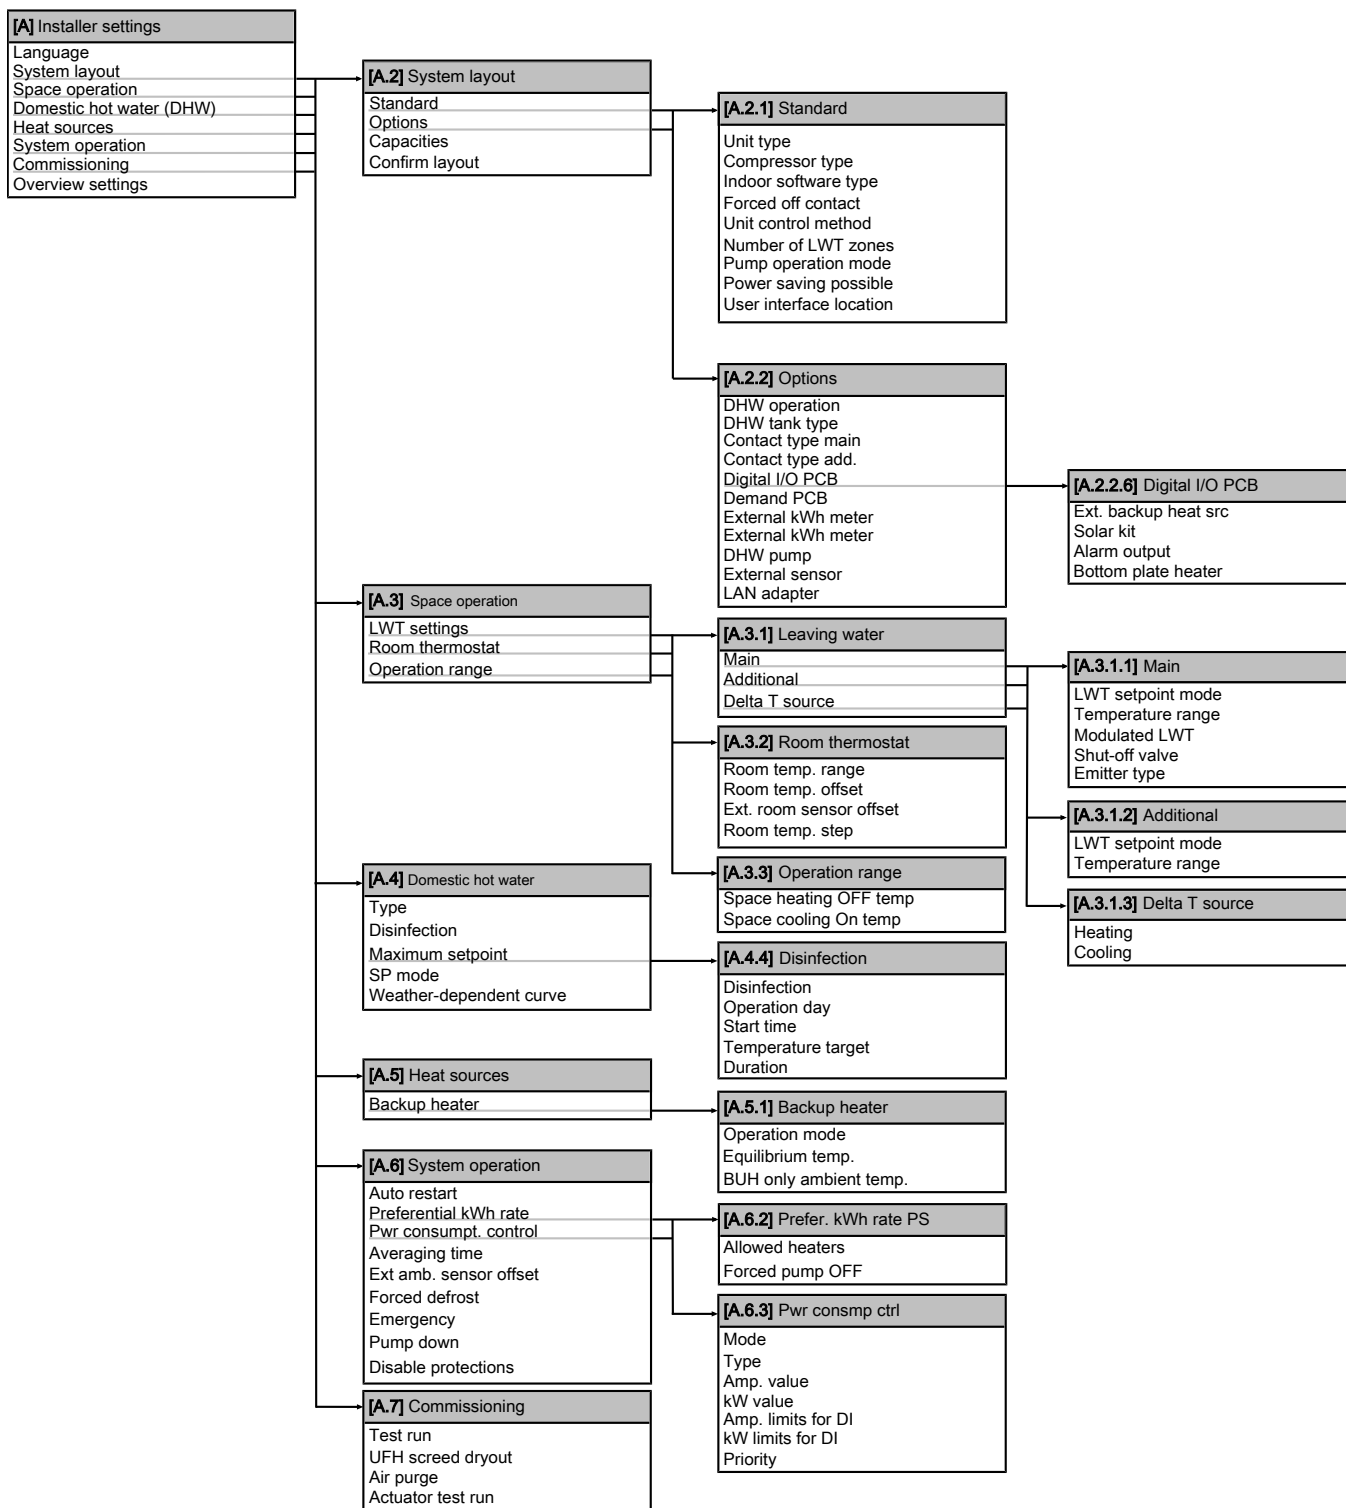 [A] Installer settings
Language
System layout
Space operation
Domestic hot water (DHW)
Heat sources
System operation
Commissioning
Overview settings
[A.2] System layout
Standard
Options
Capacities
Confirm layout
[A.2.1] Standard
Unit type
Compressor type
Indoor software type
Forced off contact
Unit control method
Number of LWT zones
Pump operation mode
Power saving possible
User interface location
[A.2.2] Options
DHW operation
DHW tank type
Contact type main
Contact type add.
Digital I/O PCB
Demand PCB
External kWh meter
External kWh meter
DHW pump
External sensor
LAN adapter
[A.2.2.6] Digital I/O PCB
Ext. backup heat src
Solar kit
Alarm output
Bottom plate heater
[A.3] Space operation
LWT settings
Room thermostat
Operation range
[A.3.1] Leaving water
Main
Additional
Delta T source
[A.3.1.1] Main
LWT setpoint mode
Temperature range
Modulated LWT
Shut-off valve
Emitter type
[A.3.1.2] Additional
LWT setpoint mode
Temperature range
[A.3.1.3] Delta T source
Heating
Cooling
[A.3.2] Room thermostat
Room temp. range
Room temp. offset
Ext. room sensor offset
Room temp. step
[A.3.3] Operation range
Space heating OFF temp
Space cooling On temp
[A.4] Domestic hot water
Type
Disinfection
Maximum setpoint
SP mode
Weather-dependent curve
[A.4.4] Disinfection
Disinfection
Operation day
Start time
Temperature target
Duration
[A.5] Heat sources
Backup heater
[A.5.1] Backup heater
Operation mode
Equilibrium temp.
BUH only ambient temp.
[A.6] System operation
Auto restart
Preferential kWh rate
Pwr consumpt. control
Averaging time
Ext amb. sensor offset
Forced defrost
Emergency
Pump down
Disable protections
[A.6.2] Prefer. kWh rate PS
Allowed heaters
Forced pump OFF
[A.6.3] Pwr consmp ctrl
Mode
Type
Amp. value
kW value
Amp. limits for DI
kW limits for DI
Priority
[A.7] Commissioning
Test run
UFH screed dryout
Air purge
Actuator test run